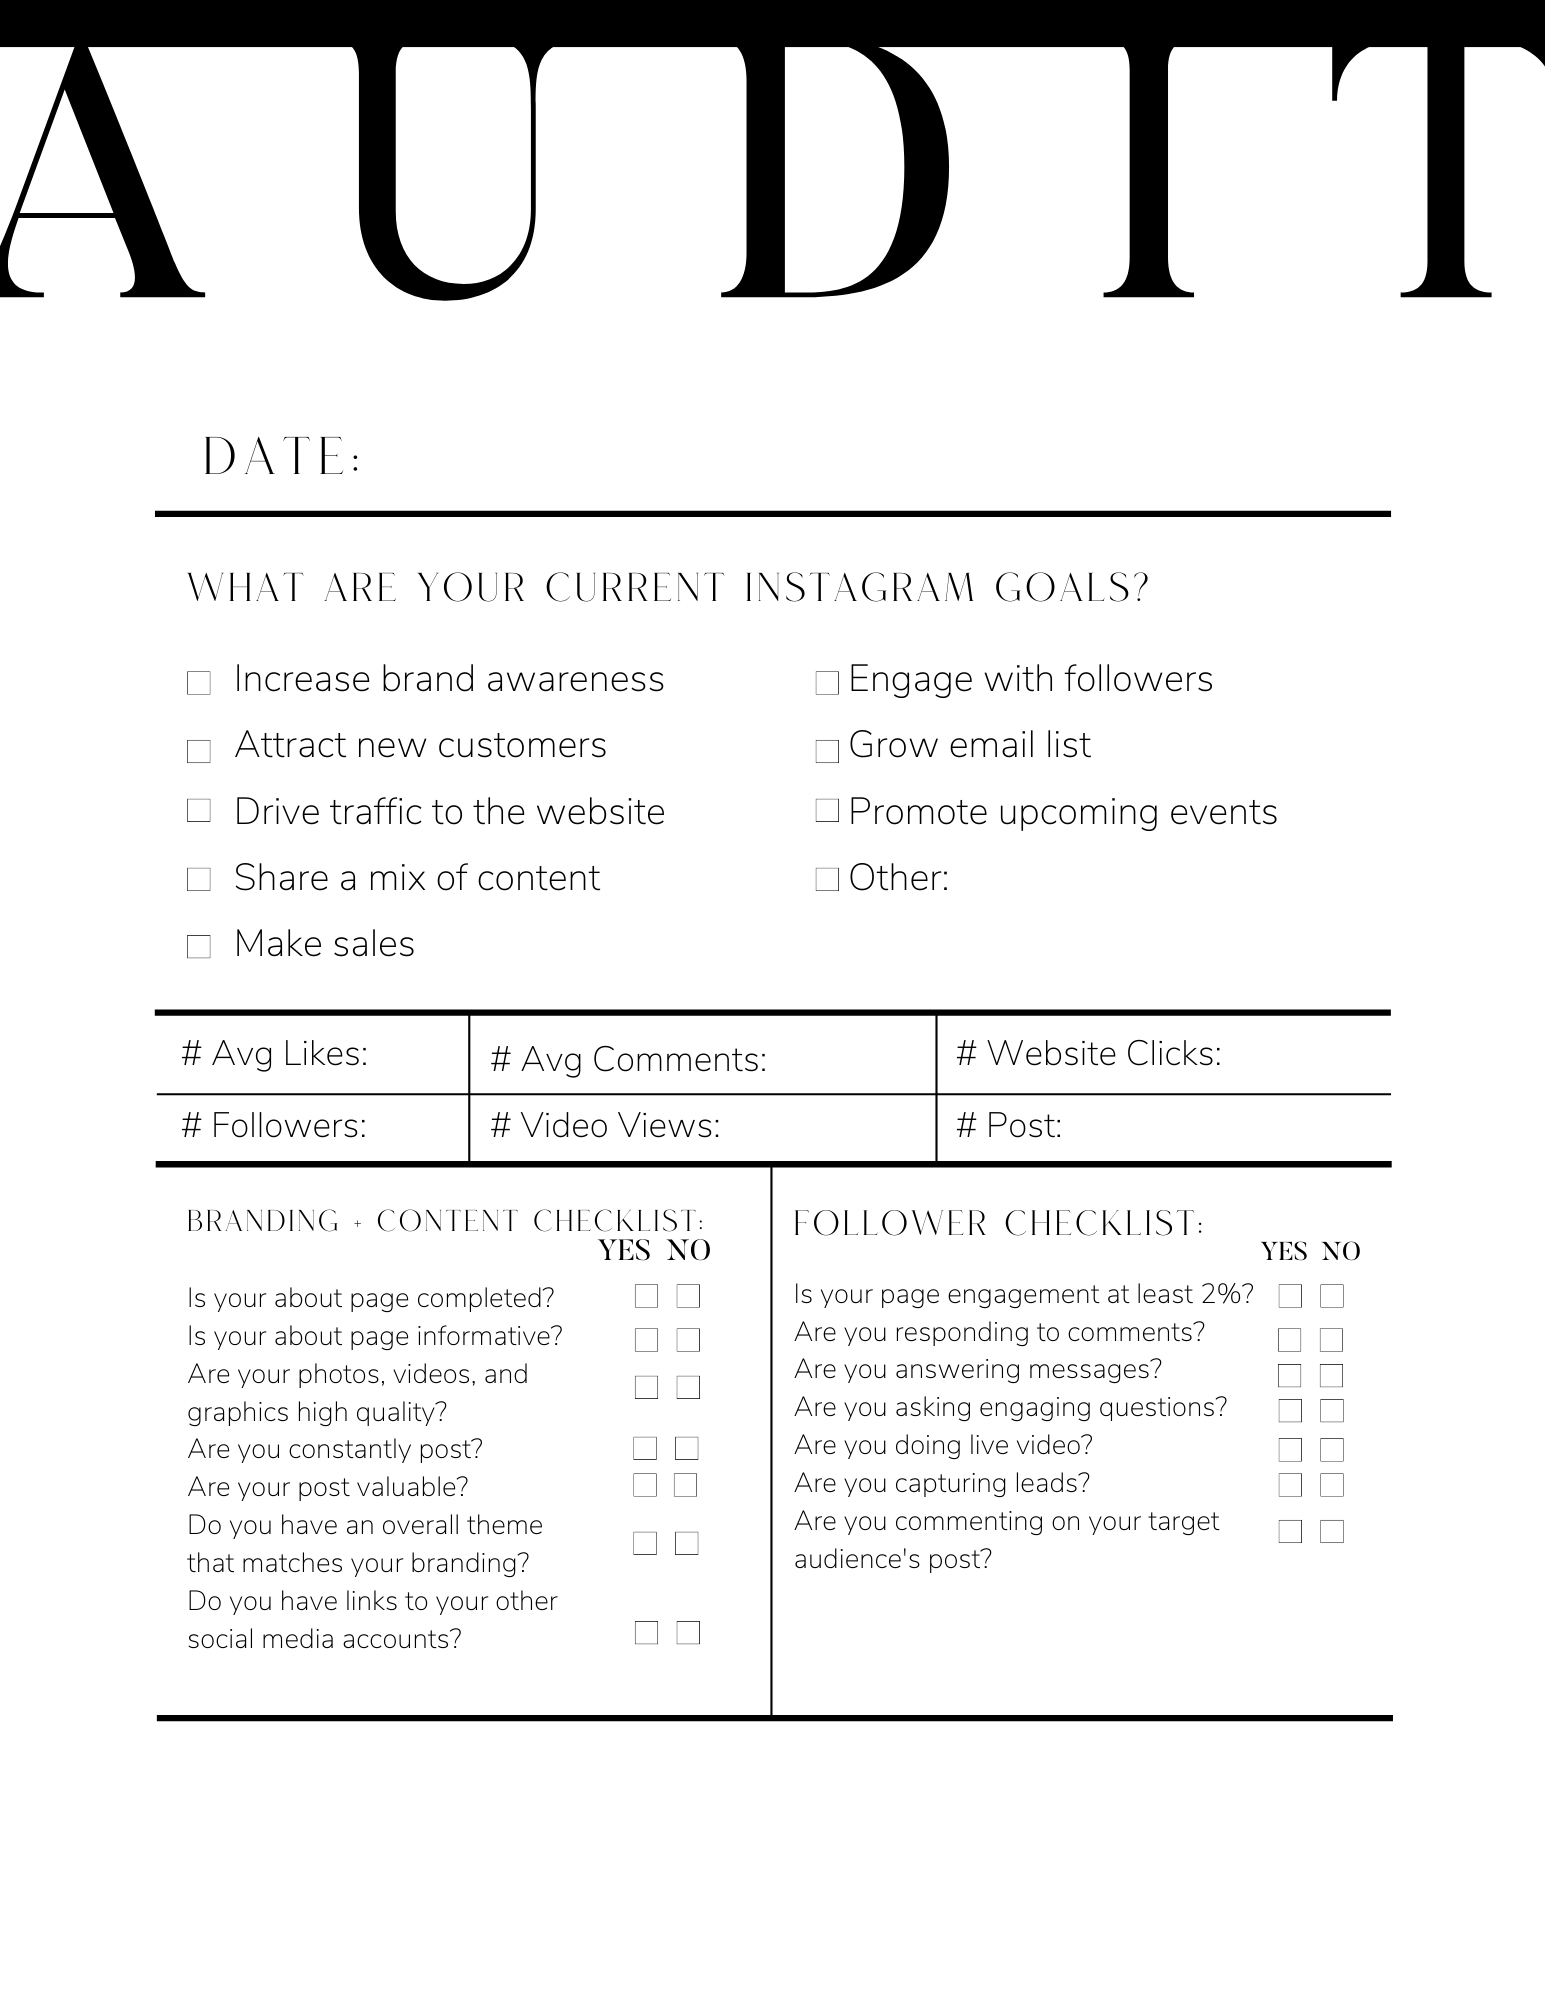 AUDIT
DATE:
WHAT ARE YOUR CURRENT INSTAGRAM GOALS?
Increase brand awareness
Attract new customers
Drive traffic to the website
Share a mix of content
Make sales
Engage with followers
Grow email list
Promote upcoming events
Other:
# Avg Likes:
# Avg Comments:
# Website Clicks:
# Followers:
# Video Views:
# Post:
BRANDING + CONTENT CHECKLIST:
YES NO
Is your about page completed?
Is your about page informative?
Are your photos, videos, and
graphics high quality?
Are you constantly post?
Are your post valuable?
Do you have an overall theme
that matches your branding?
Do you have links to your other
social media accounts?
FOLLOWER CHECKLIST:
YES NO
Is your page engagement at least 2%?
Are you responding to comments?
Are you answering messages?
Are you asking engaging questions?
Are you doing live video?
Are you capturing leads?
Are you commenting on your target
audience's post?